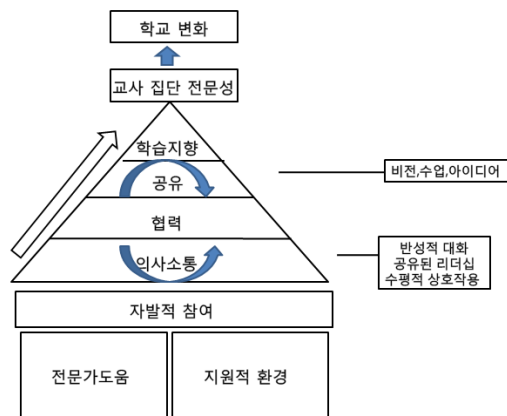 학교 변화
교사 집단 전문성
학습지향
공유
비전,수업,아이디어
협력
반성적 대화
공유된 리더십
수평적 상호작용
의사소통
자발적 참여
전문가도움
지원적 환경